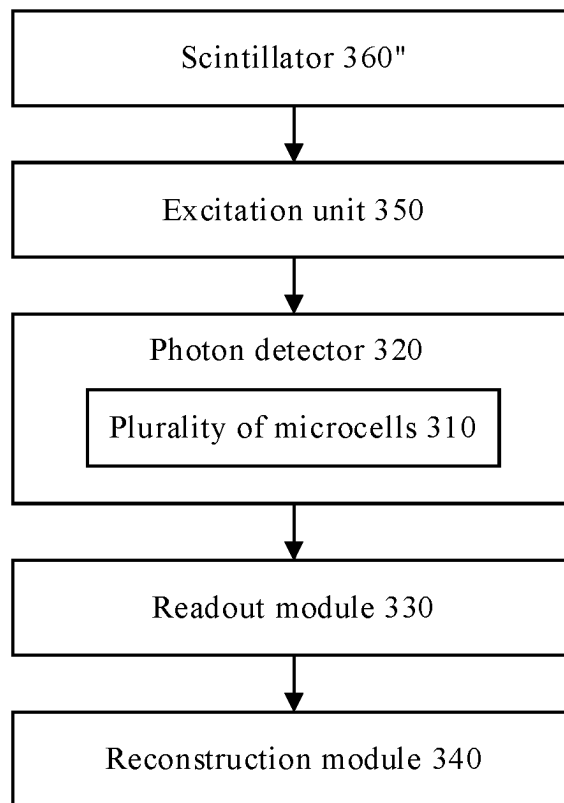 Scintillator 360"
Excitation unit 350
Photon detector 320
Plurality of microcells 310
Readout module 330
Reconstruction module 340